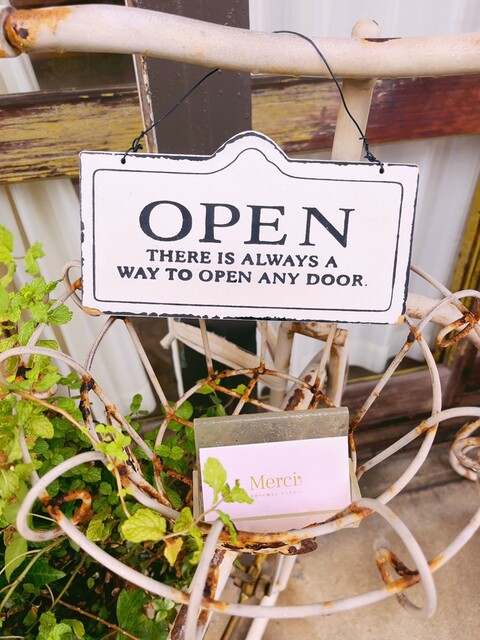 OPEN
THERE IS ALWAYS A
WAY TO OPEN ANY DOOR.
Merci